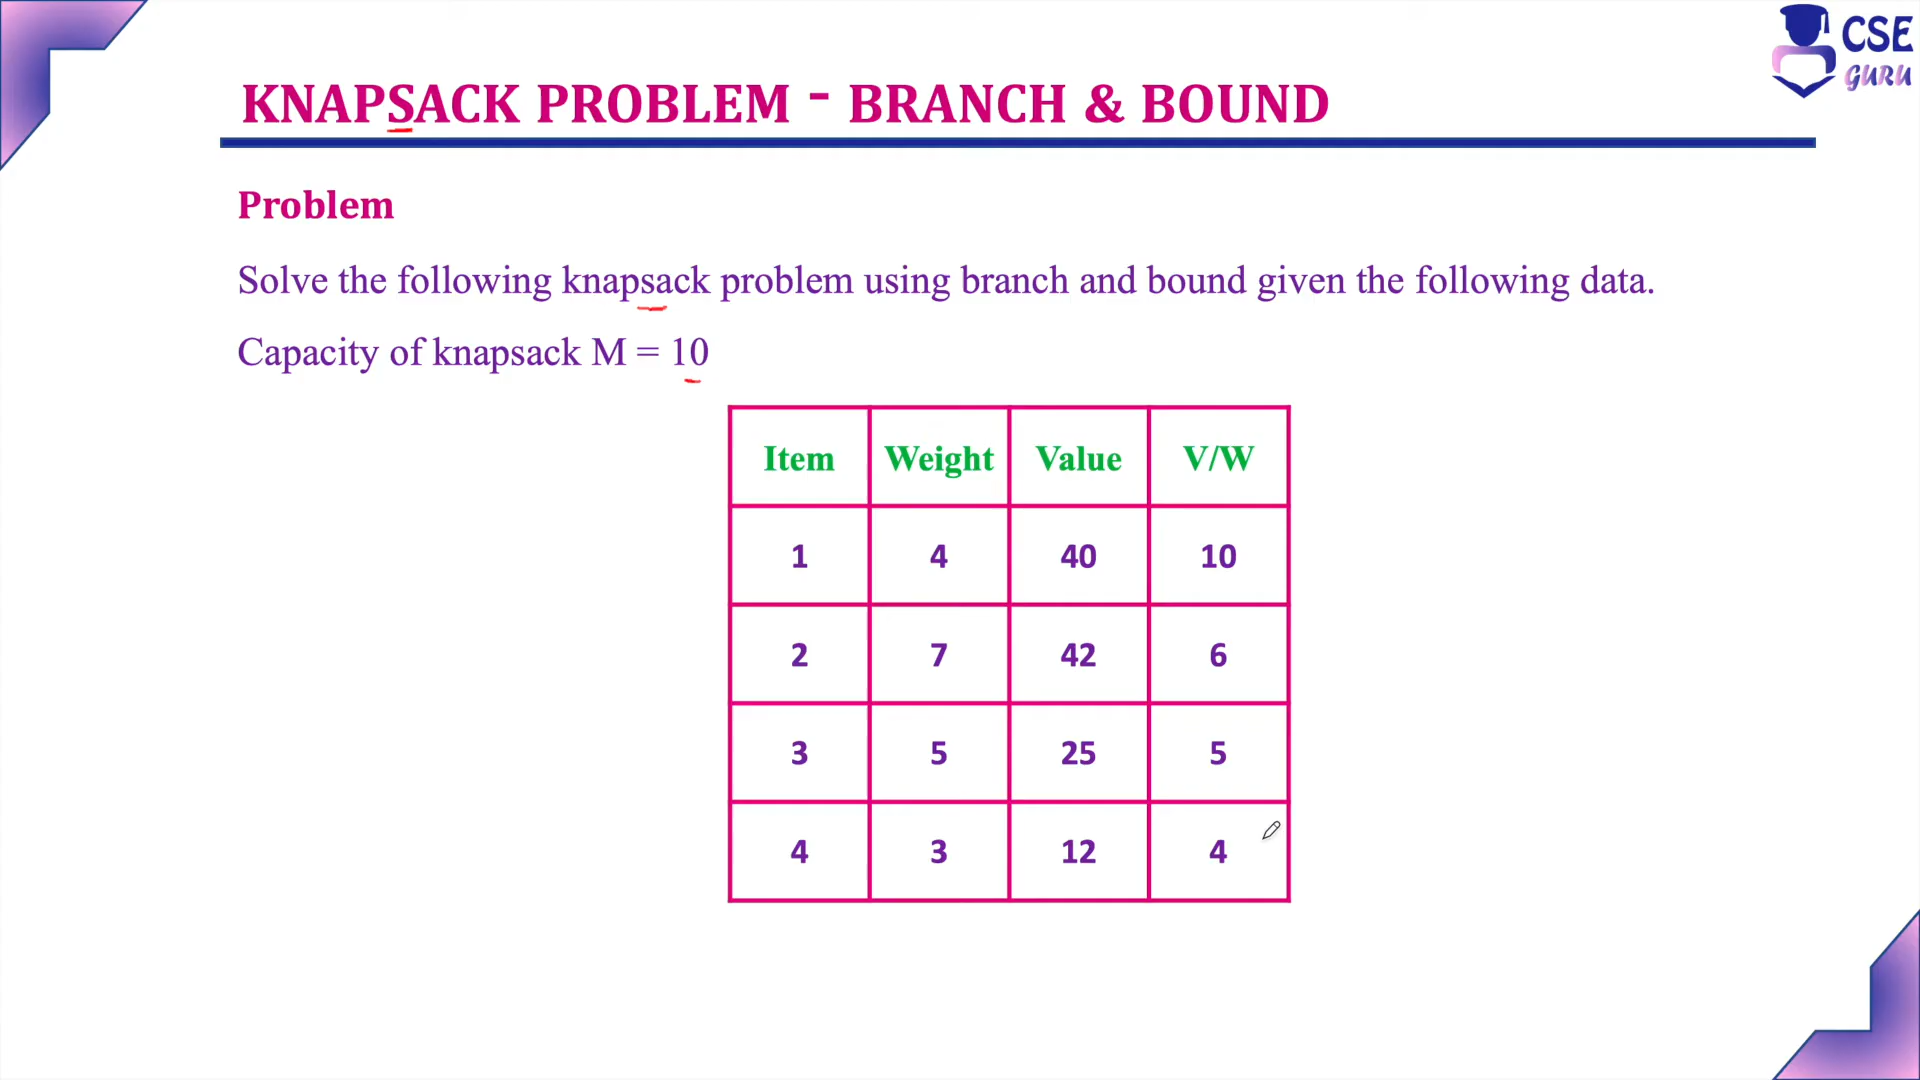 CSE
GURU
KNAPSACK PROBLEM - BRANCH & BOUND
Problem
Solve the following knapsack problem using branch and bound given the following data.
Capacity of knapsack M = 10
Item Weight Value V/W
1 4 40 10
2 7 42 6
3 5 25 5
4 3 12 4